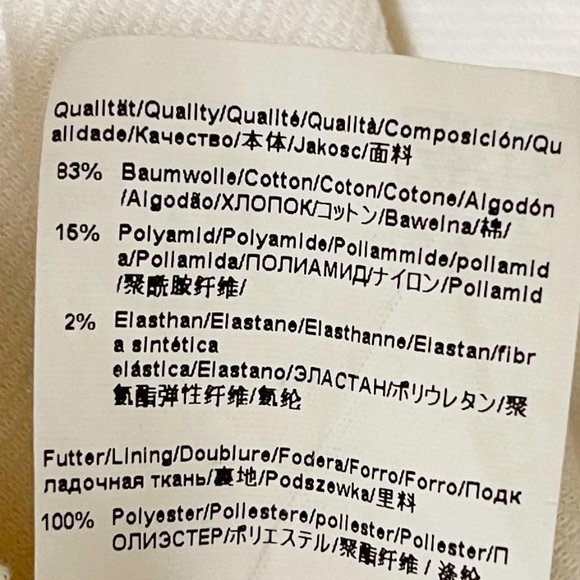 Qualität/Quality/Qualité/Qualità/Composición/Qu
alidade/Качество/本体/Jakosc/面料
83% Baumwolle/Cotton/Coton/Cotone/Algodón
/Algodão/ХЛОПОК/コットン/Bawelna/棉/
15% Polyamid/Polyamide/Poliammide/poliamid
a/Poliamida/ПОЛИАМИД/ナイロン/Poliamid
/聚酰胺纤维/
2% Elasthan/Elastane/Elasthanne/Elastan/fibr
a sintética
elástica/Elastano/ЭЛАСТАН/ポリウレタン/聚
氨酯弹性纤维/氨纶
Futter/Lining/Doublure/Fodera/Forro/Forro/Подк
ладочная ткань/裏地/Podszewka/里料
100% Polyester/Poliestere/poliester/Poliester/П
ОЛИЭСТЕР/ポリエステル/聚酯纤维/涤纶